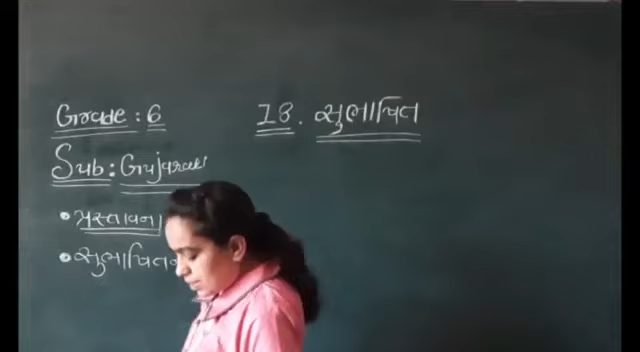 Grade : 6
18. સુભાષિત
Sub : Gujarati
• પ્રસ્તાવના
• સુભાષિત